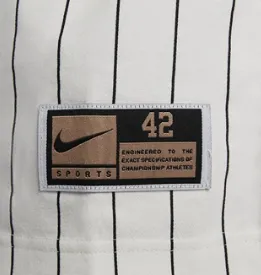 42
ENGINEERED TO THE
EXACT SPECIFICATIONS OF
CHAMPIONSHIP ATHLETES
SPORTS